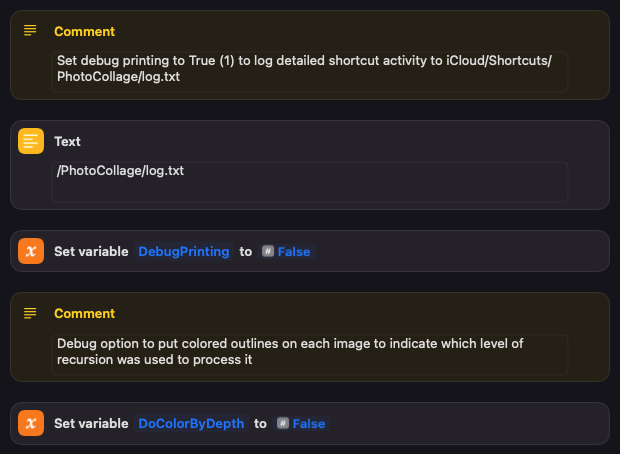 Comment
Set debug printing to True (1) to log detailed shortcut activity to iCloud/Shortcuts/
PhotoCollage/log.txt
Text
/PhotoCollage/log.txt
Set variable DebugPrinting to # False
Comment
Debug option to put colored outlines on each image to indicate which level of
recursion was used to process it
Set variable DoColorByDepth to # False